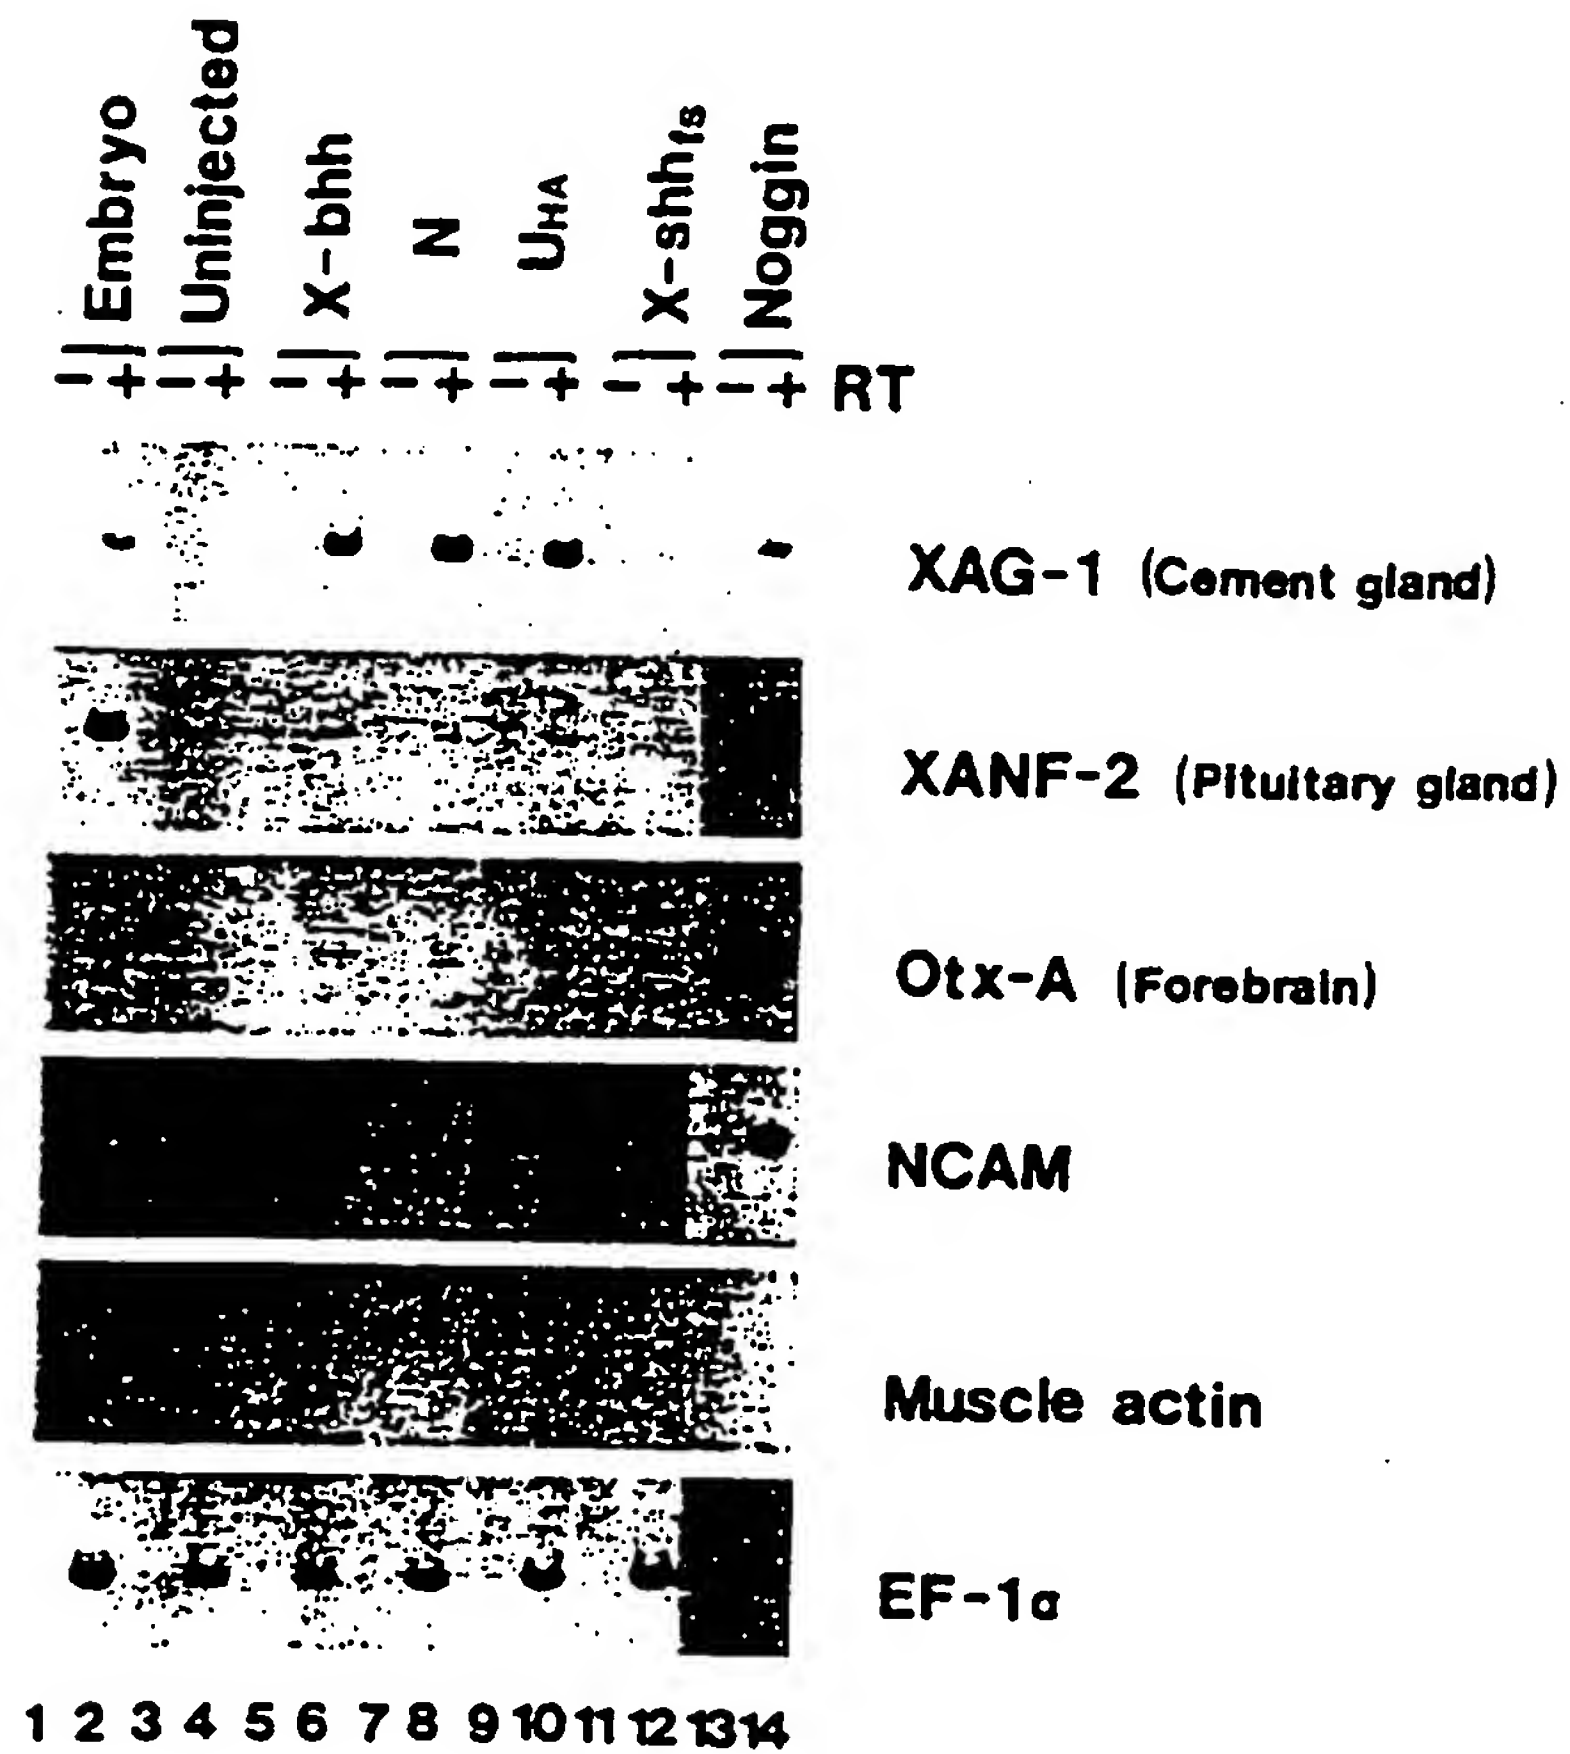 Embryo
Uninjected
X-bhh
N
UHA
X-shhfs
Noggin
- + - + - + - + - + - + - + RT
XAG-1 (Cement gland)
XANF-2 (Pituitary gland)
Otx-A (Forebrain)
NCAM
Muscle actin
EF-1α
1 2 3 4 5 6 7 8 9 10 11 12 13 14